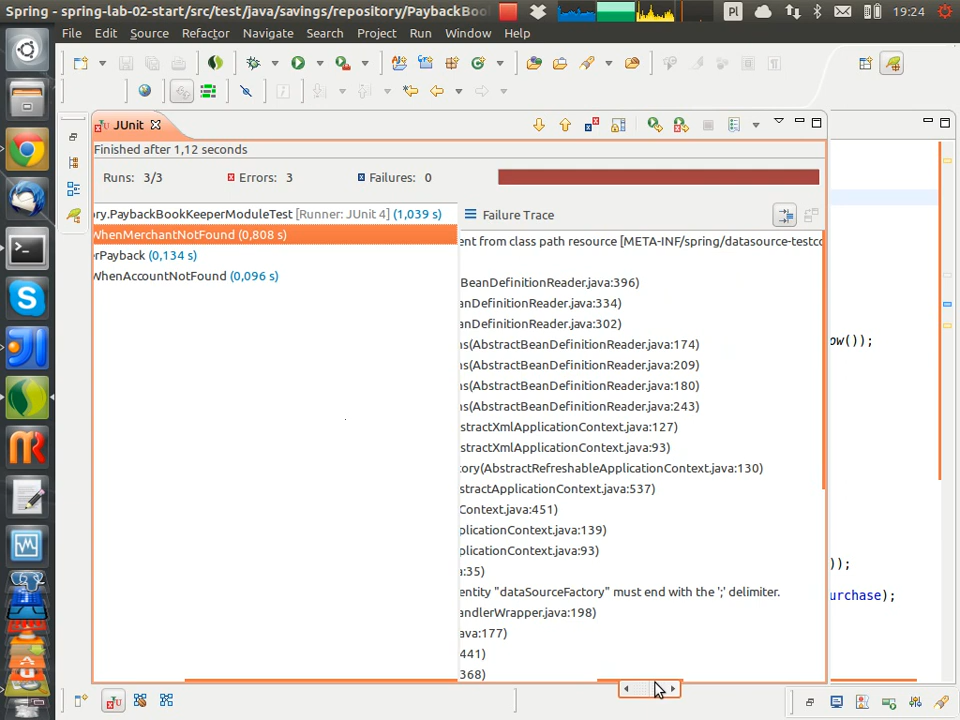 Spring - spring-lab-02-start/src/test/java/savings/repository/PaybackBoo
Pl
19:24
File Edit Source Refactor Navigate Search Project Run Window Help
JUnit
Finished after 1,12 seconds
Runs: 3/3 Errors: 3 Failures: 0
ry.PaybackBookKeeperModuleTest [Runner: JUnit 4] (1,039 s)
WhenMerchantNotFound (0,808 s)
erPayback (0,134 s)
WhenAccountNotFound (0,096 s)
Failure Trace
ent from class path resource [META-INF/spring/datasource-testco
BeanDefinitionReader.java:396)
anDefinitionReader.java:334)
anDefinitionReader.java:302)
ns(AbstractBeanDefinitionReader.java:174)
ns(AbstractBeanDefinitionReader.java:209)
ns(AbstractBeanDefinitionReader.java:180)
ns(AbstractBeanDefinitionReader.java:243)
stractXmlApplicationContext.java:127)
stractXmlApplicationContext.java:93)
tory(AbstractRefreshableApplicationContext.java:130)
stractApplicationContext.java:537)
Context.java:451)
plicationContext.java:139)
plicationContext.java:93)
a:35)
entity "dataSourceFactory" must end with the ';' delimiter.
andlerWrapper.java:198)
ava:177)
441)
368)
ow());
));
urchase);